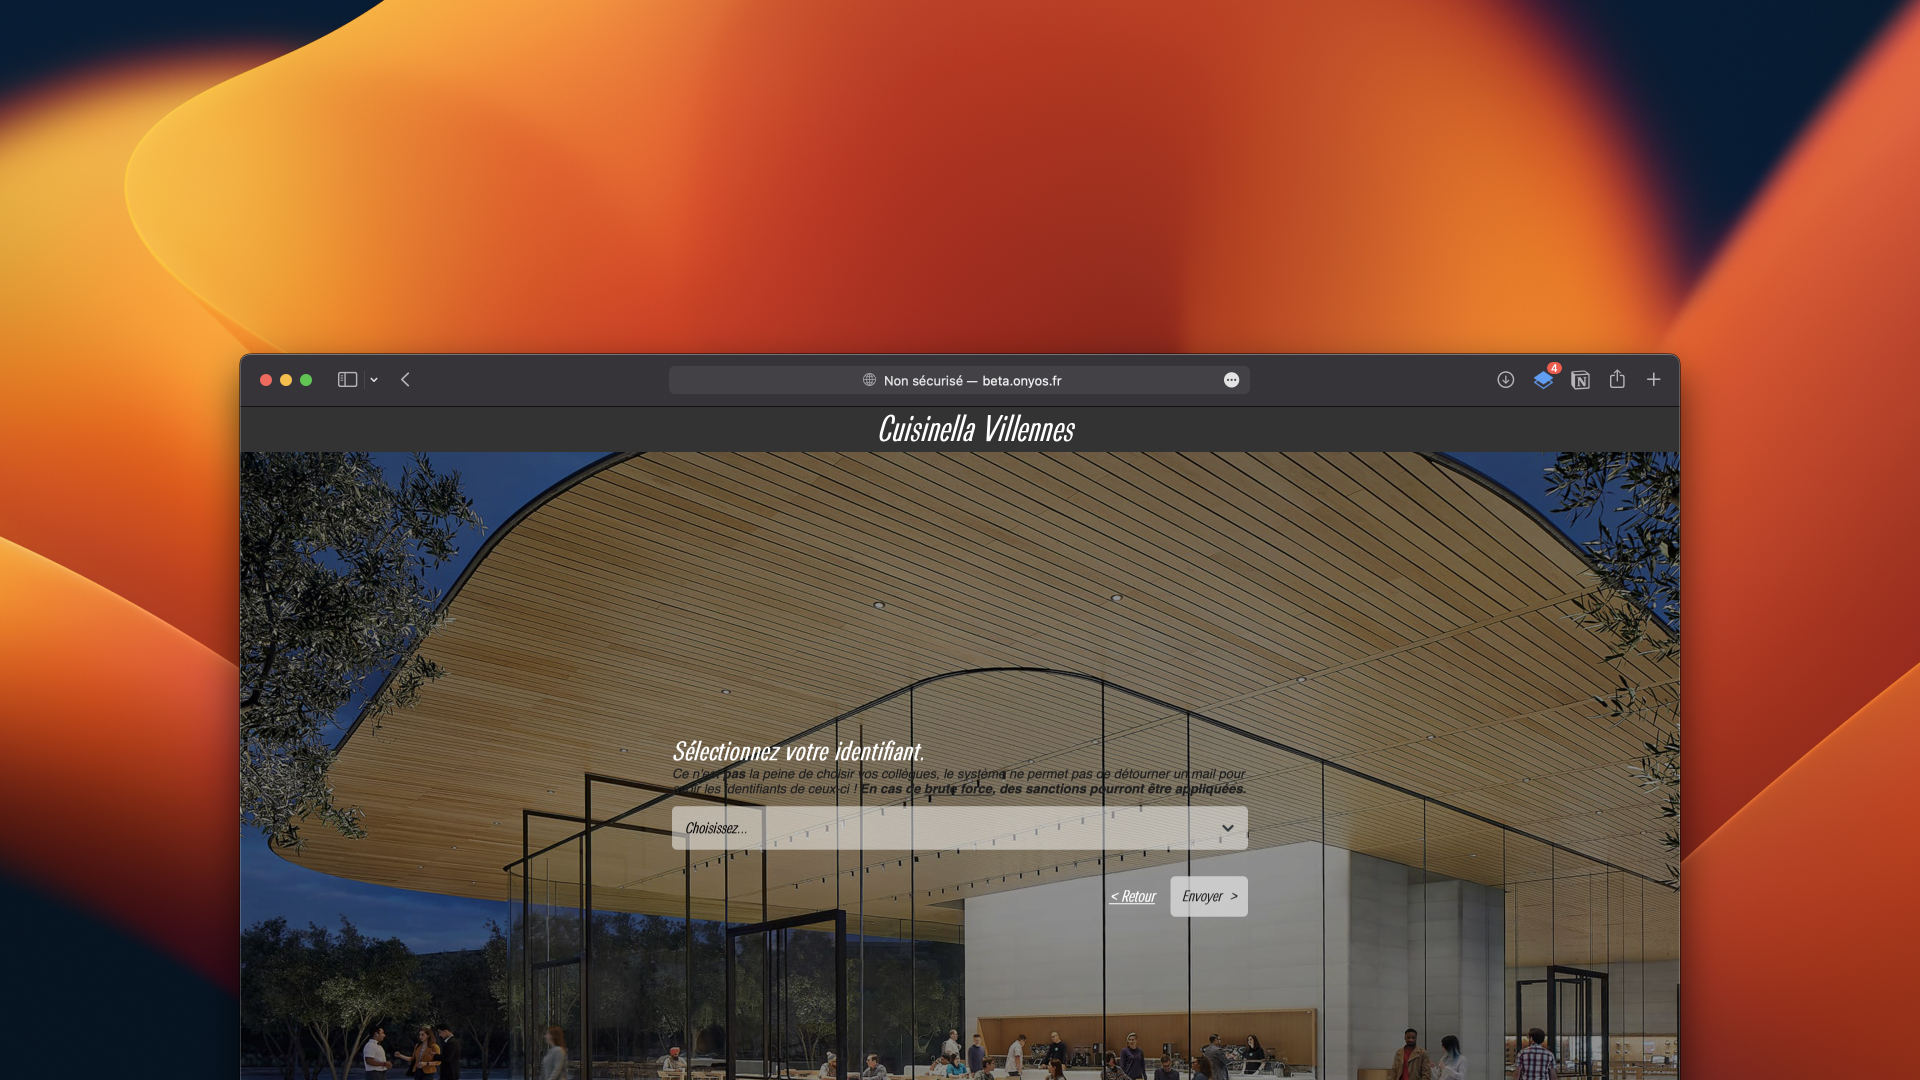 Non sécurisé — beta.onyos.fr
4
Cuisinella Villennes
Sélectionnez votre identifiant.
Ce n'est pas la peine de choisir vos collègues, le système ne permet pas de détourner un mail pour
les identifiants de ceux-ci ! En cas de brute force, des sanctions pourront être appliquées.
Choisissez...
< Retour
Envoyer >